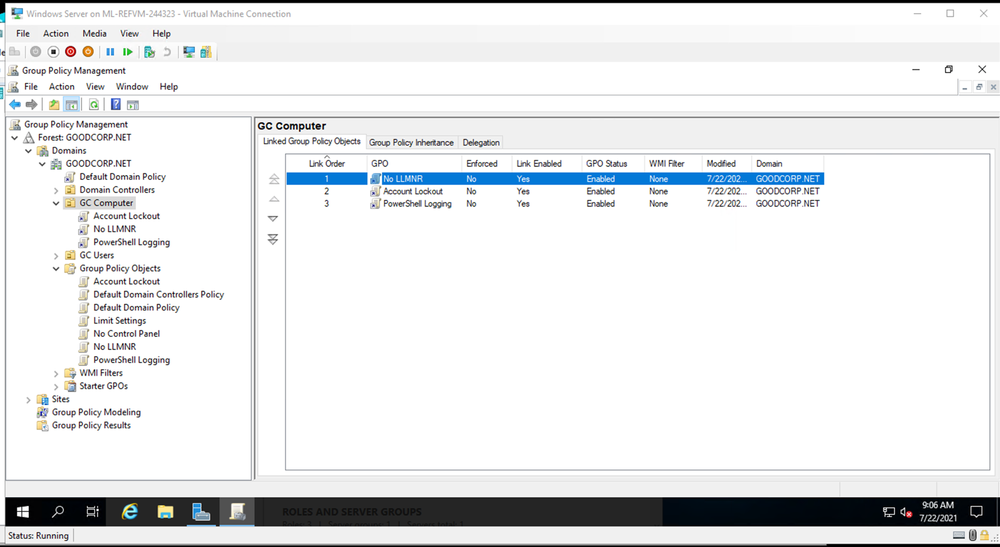 Windows Server on ML-REFVM-244323 - Virtual Machine Connection
File Action Media View Help
Group Policy Management
File Action View Window Help
Group Policy Management
Forest: GOODCORP.NET
Domains
GOODCORP.NET
Default Domain Policy
Domain Controllers
GC Computer
Account Lockout
No LLMNR
PowerShell Logging
GC Users
Group Policy Objects
Account Lockout
Default Domain Controllers Policy
Default Domain Policy
Limit Settings
No Control Panel
No LLMNR
PowerShell Logging
WMI Filters
Starter GPOs
Sites
Group Policy Modeling
Group Policy Results
GC Computer
Linked Group Policy Objects Group Policy Inheritance Delegation
Link Order GPO Enforced Link Enabled GPO Status WMI Filter Modified Domain
1 No LLMNR No Yes Enabled None 7/22/202... GOODCORP.NET
2 Account Lockout No Yes Enabled None 7/22/202... GOODCORP.NET
3 PowerShell Logging No Yes Enabled None 7/22/202... GOODCORP.NET
ROLES AND SERVER GROUPS
Roles: 3 | Server groups: 1 | Servers total: 1
9:06 AM
7/22/2021
Status: Running